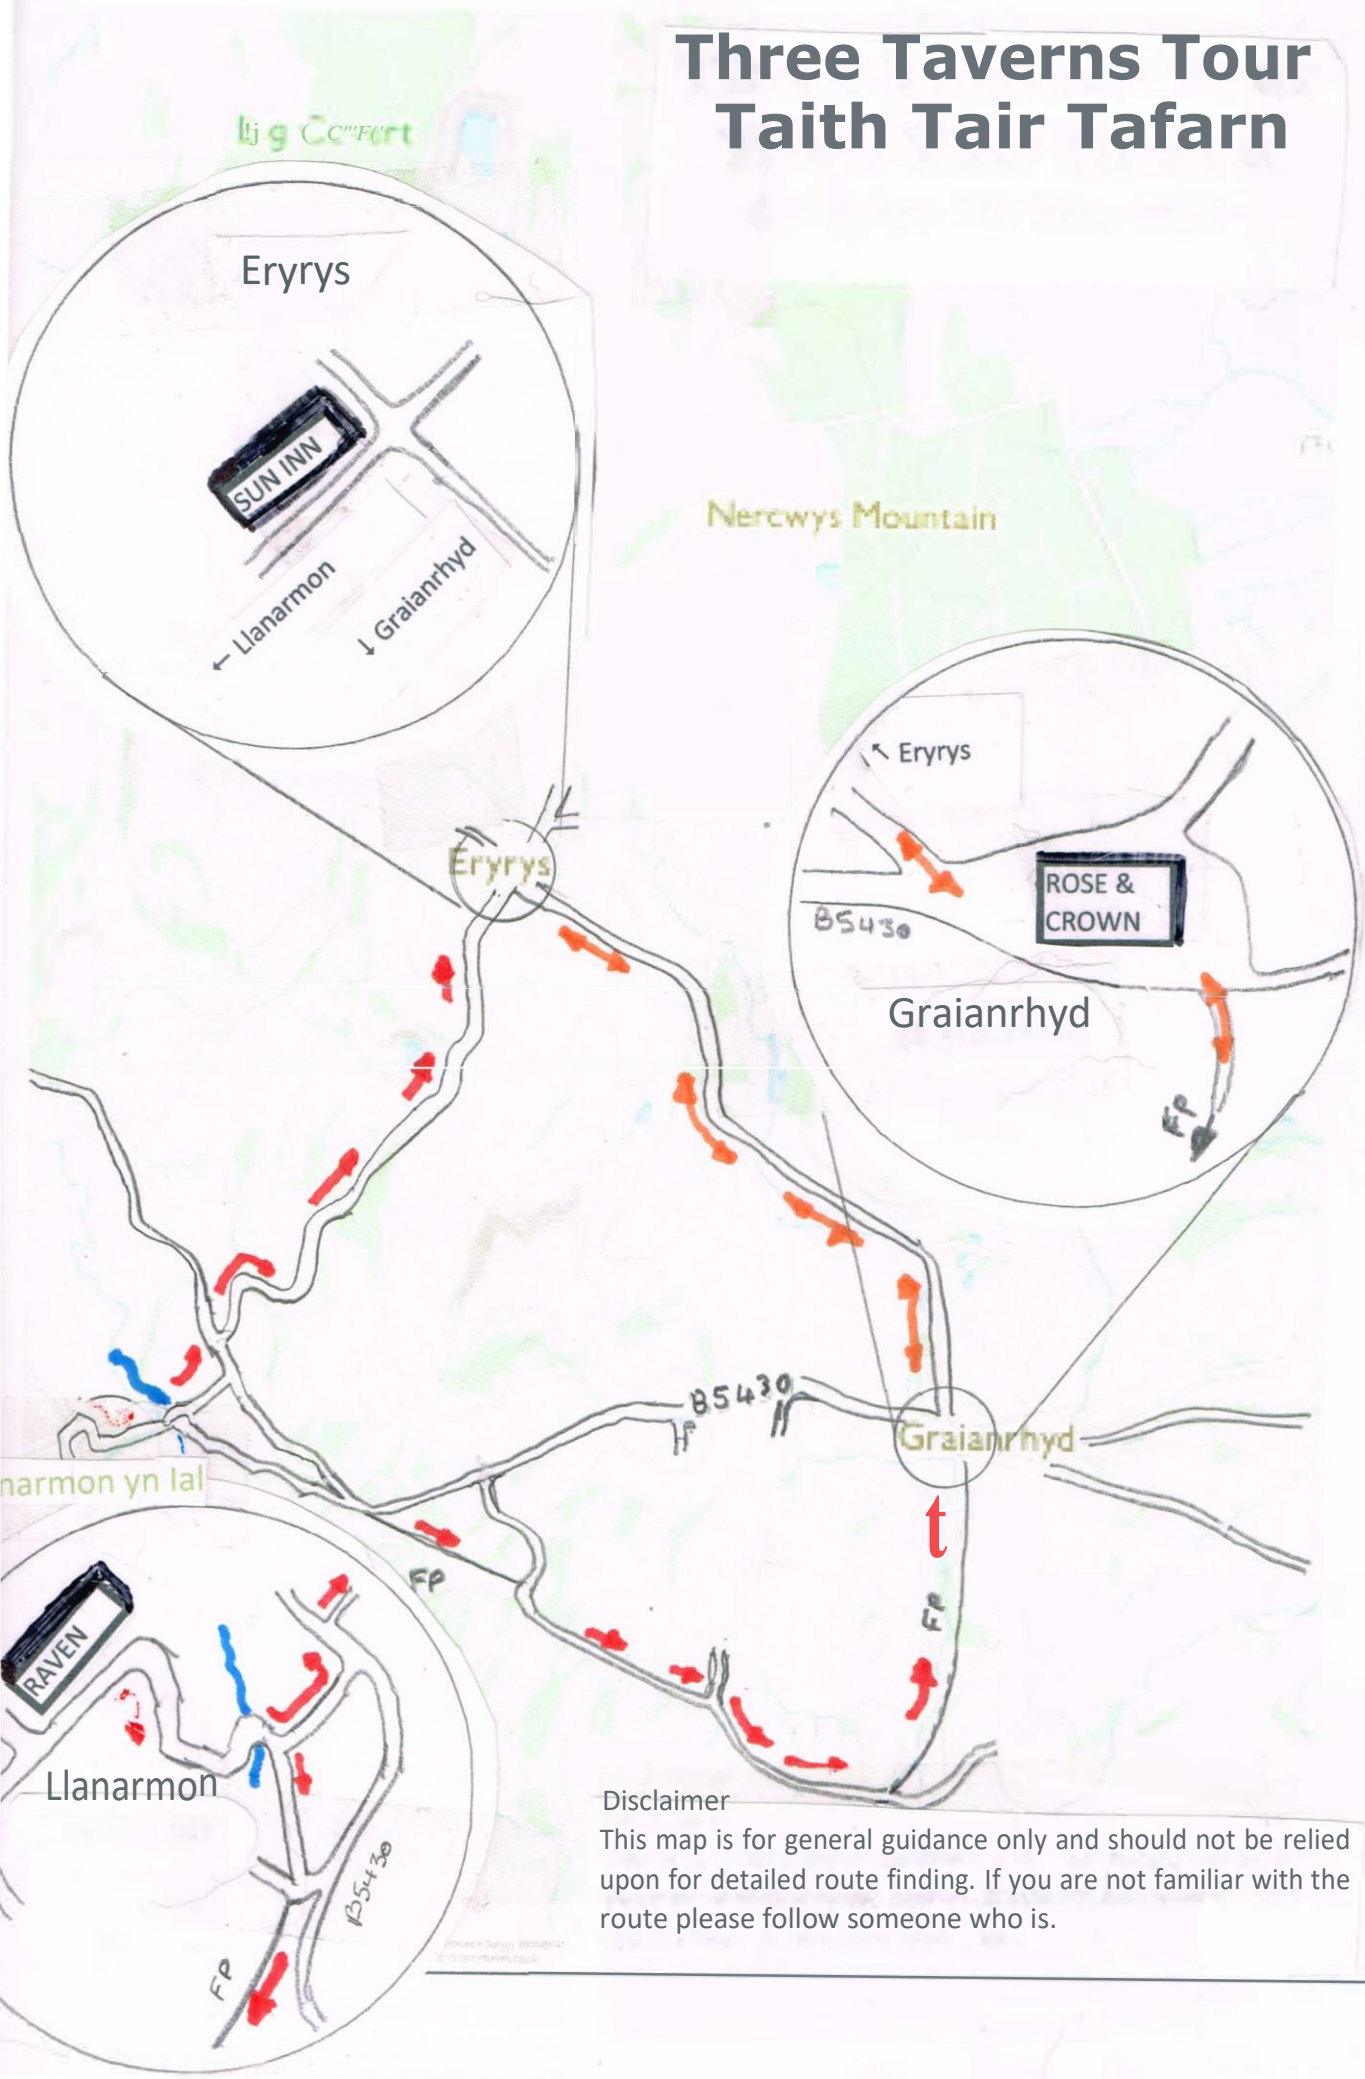 Three Taverns Tour
Taith Tair Tafarn
Eryrys
SUN INN
← Llanarmon
↓ Graianrhyd
Nercwys Mountain
↖ Eryrys
ROSE &
CROWN
B5430
Graianrhyd
FP
Eryrys
B5430
Graianrhyd
t
narmon yn Ial
FP
FP
RAVEN
Llanarmon
B5430
FP
Disclaimer
This map is for general guidance only and should not be relied
upon for detailed route finding. If you are not familiar with the
route please follow someone who is.